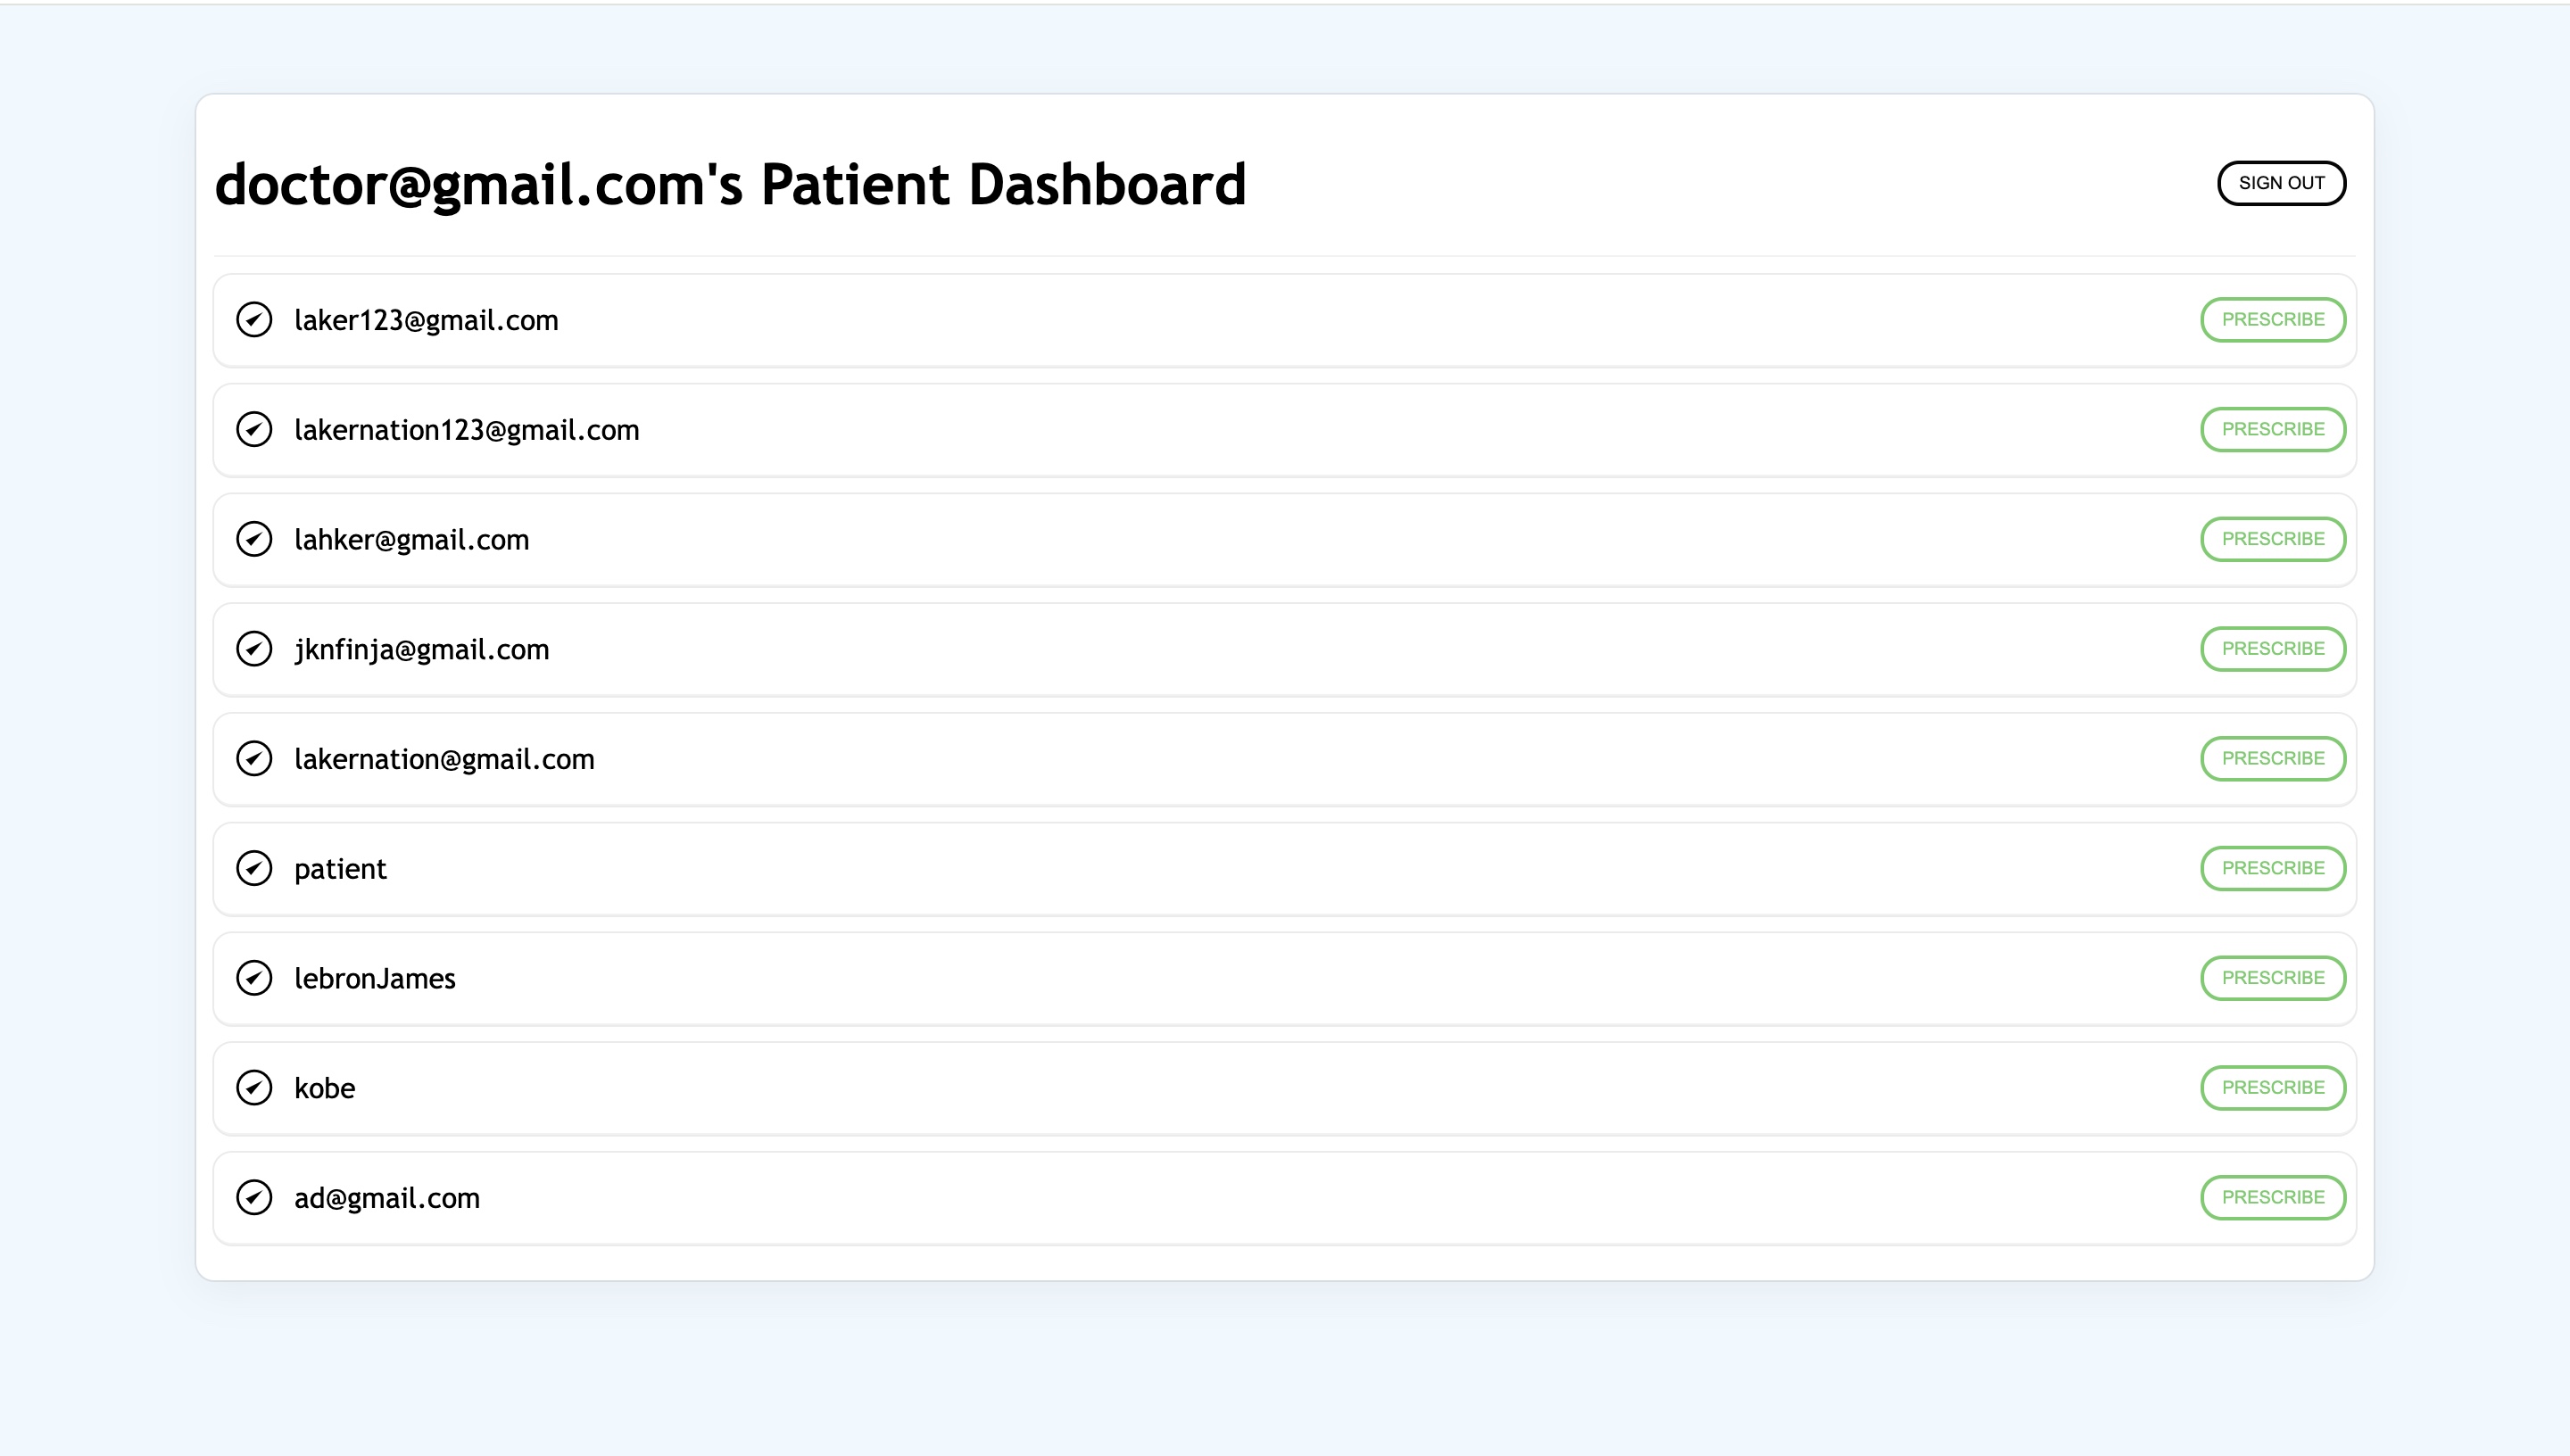 doctor@gmail.com's Patient Dashboard
SIGN OUT
laker123@gmail.com
PRESCRIBE
lakernation123@gmail.com
PRESCRIBE
lahker@gmail.com
PRESCRIBE
jknfinja@gmail.com
PRESCRIBE
lakernation@gmail.com
PRESCRIBE
patient
PRESCRIBE
lebronJames
PRESCRIBE
kobe
PRESCRIBE
ad@gmail.com
PRESCRIBE